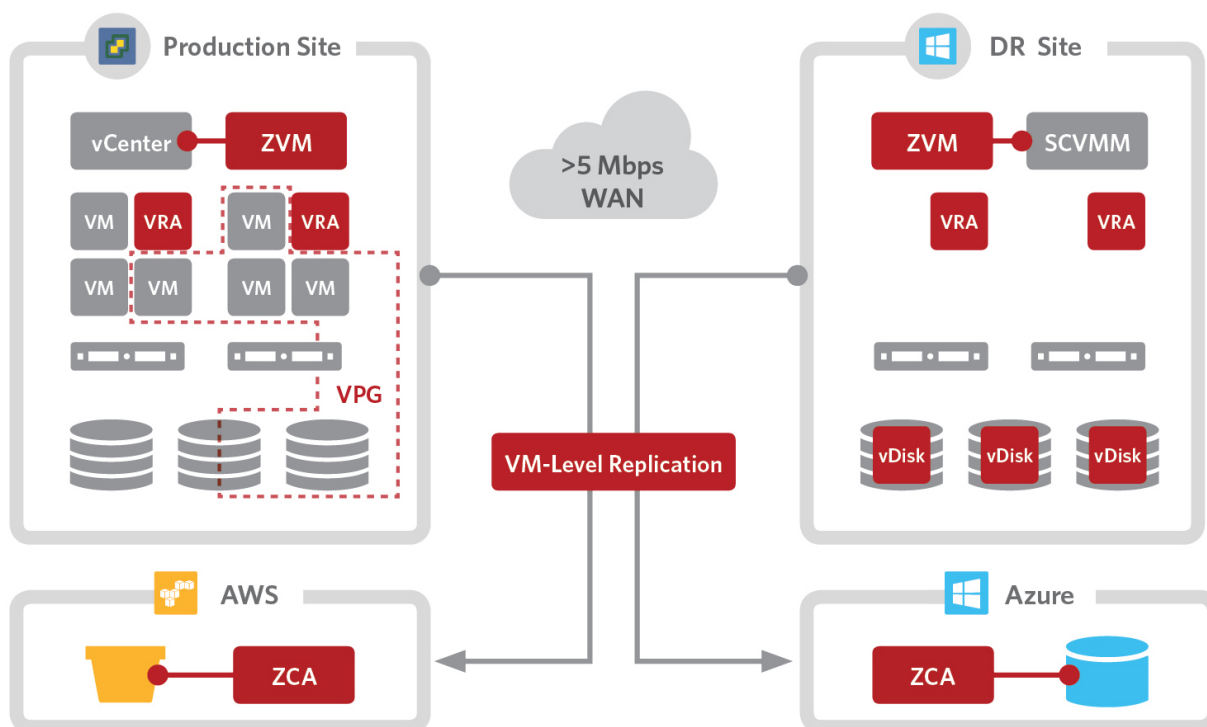 Production Site
DR Site
vCenter
ZVM
ZVM
SCVMM
>5 Mbps
WAN
VM
VRA
VM
VRA
VRA
VRA
VM
VM
VM
VM
VPG
VM-Level Replication
vDisk
vDisk
vDisk
AWS
Azure
ZCA
ZCA